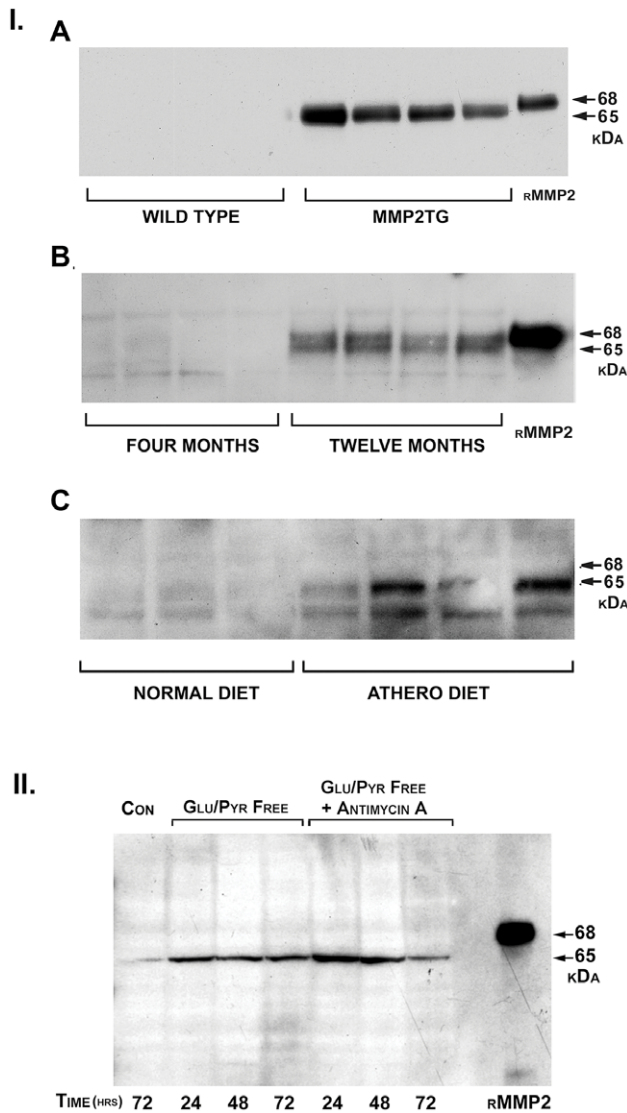 I.
A
68
65
KDA
WILD TYPE MMP2TG RMMP2
B.
68
65
KDA
FOUR MONTHS TWELVE MONTHS RMMP2
C
68
65
KDA
NORMAL DIET ATHERO DIET
II.
CON GLU/PYR FREE GLU/PYR FREE
+ ANTIMYCIN A
68
65
KDA
TIME (HRS) 72 24 48 72 24 48 72 RMMP2